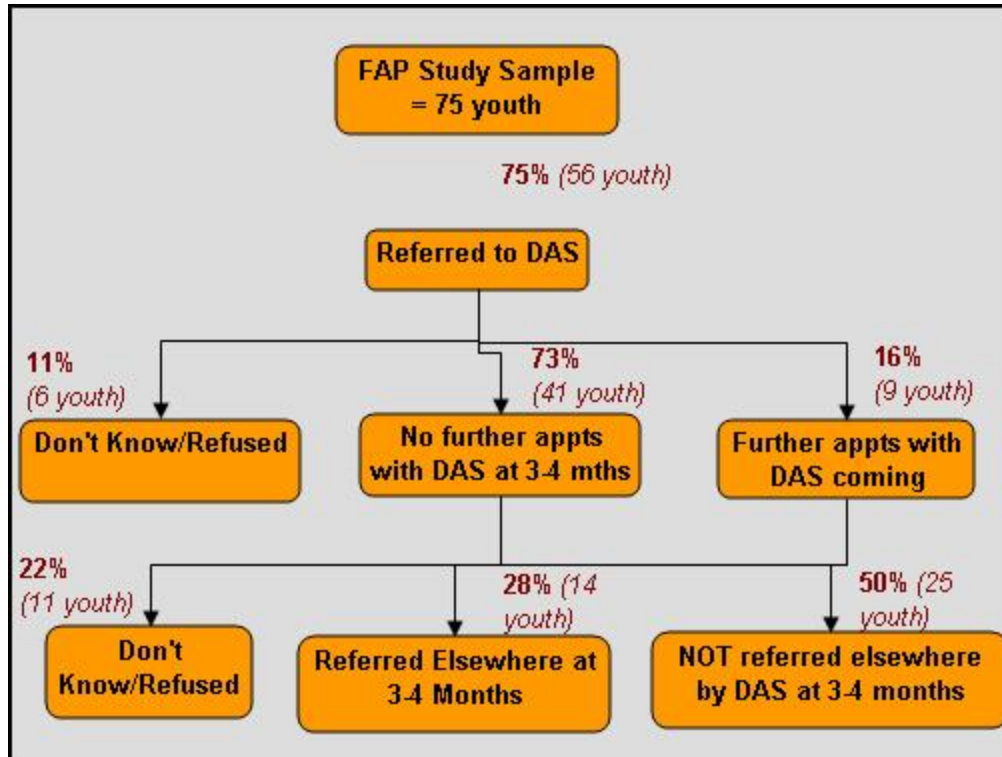 FAP Study Sample
= 75 youth
75% (56 youth)
Referred to DAS
11%
(6 youth)
73%
(41 youth)
16%
(9 youth)
Don't Know/Refused
No further appts
with DAS at 3-4 mths
Further appts with
DAS coming
22%
(11 youth)
28% (14
youth)
50% (25
youth)
Don't
Know/Refused
Referred Elsewhere at
3-4 Months
NOT referred elsewhere
by DAS at 3-4 months